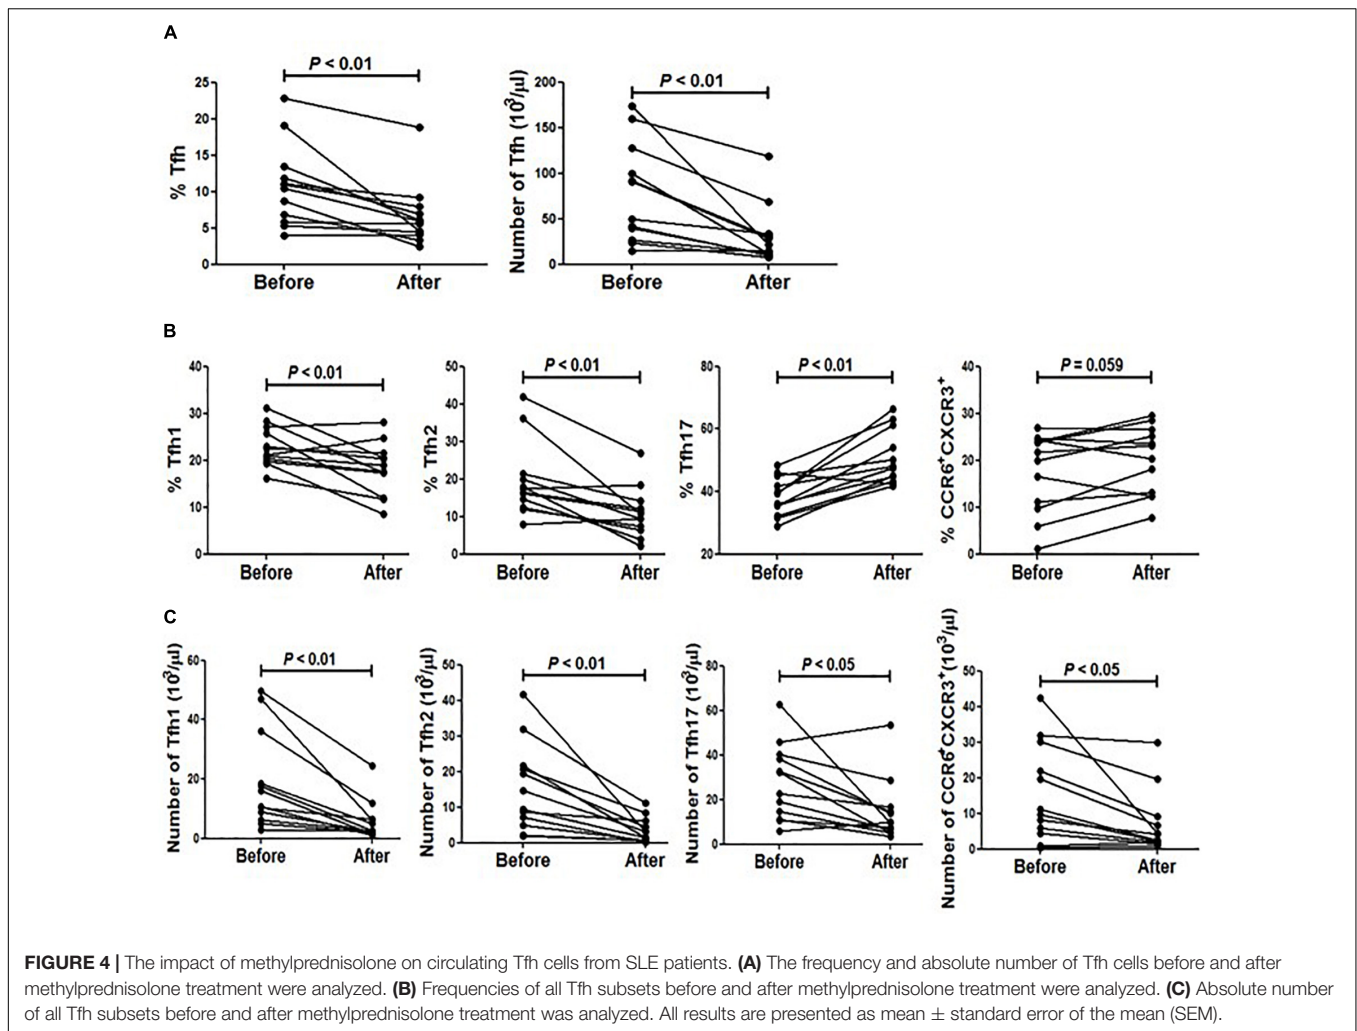 A
P < 0.01
25
20
15
10
5
0
% Tfh
Before After
P < 0.01
200
150
100
50
0
Number of Tfh (10³/µl)
Before After
B
P < 0.01
40
30
20
10
0
% Tfh1
Before After
P < 0.01
50
40
30
20
10
0
% Tfh2
Before After
P < 0.01
80
60
40
20
% Tfh17
Before After
P = 0.059
40
30
20
10
0
% CCR6⁺CXCR3⁺
Before After
C
P < 0.01
60
40
20
0
Number of Tfh1 (10³/µl)
Before After
P < 0.01
50
40
30
20
10
0
Number of Tfh2 (10³/µl)
Before After
P < 0.05
80
60
40
20
0
Number of Tfh17 (10³/µl)
Before After
P < 0.05
50
40
30
20
10
0
Number of CCR6⁺CXCR3⁺(10³/µl)
Before After
FIGURE 4 | The impact of methylprednisolone on circulating Tfh cells from SLE patients. (A) The frequency and absolute number of Tfh cells before and after
methylprednisolone treatment were analyzed. (B) Frequencies of all Tfh subsets before and after methylprednisolone treatment were analyzed. (C) Absolute number
of all Tfh subsets before and after methylprednisolone treatment was analyzed. All results are presented as mean ± standard error of the mean (SEM).